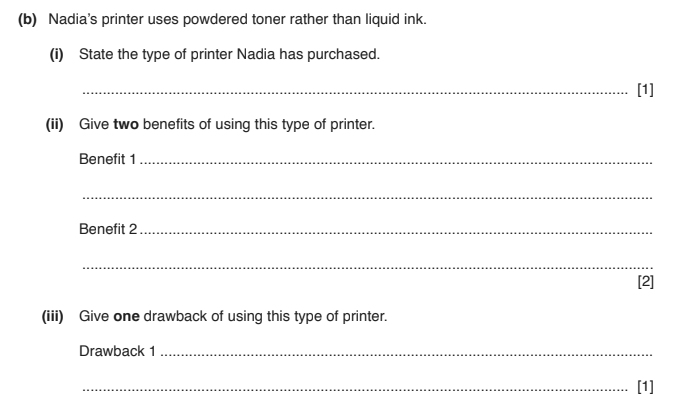 (b) Nadia's printer uses powdered toner rather than liquid ink.
(i) State the type of printer Nadia has purchased.
[1]
(ii) Give two benefits of using this type of printer.
Benefit 1
Benefit 2
[2]
(iii) Give one drawback of using this type of printer.
Drawback 1
[1]